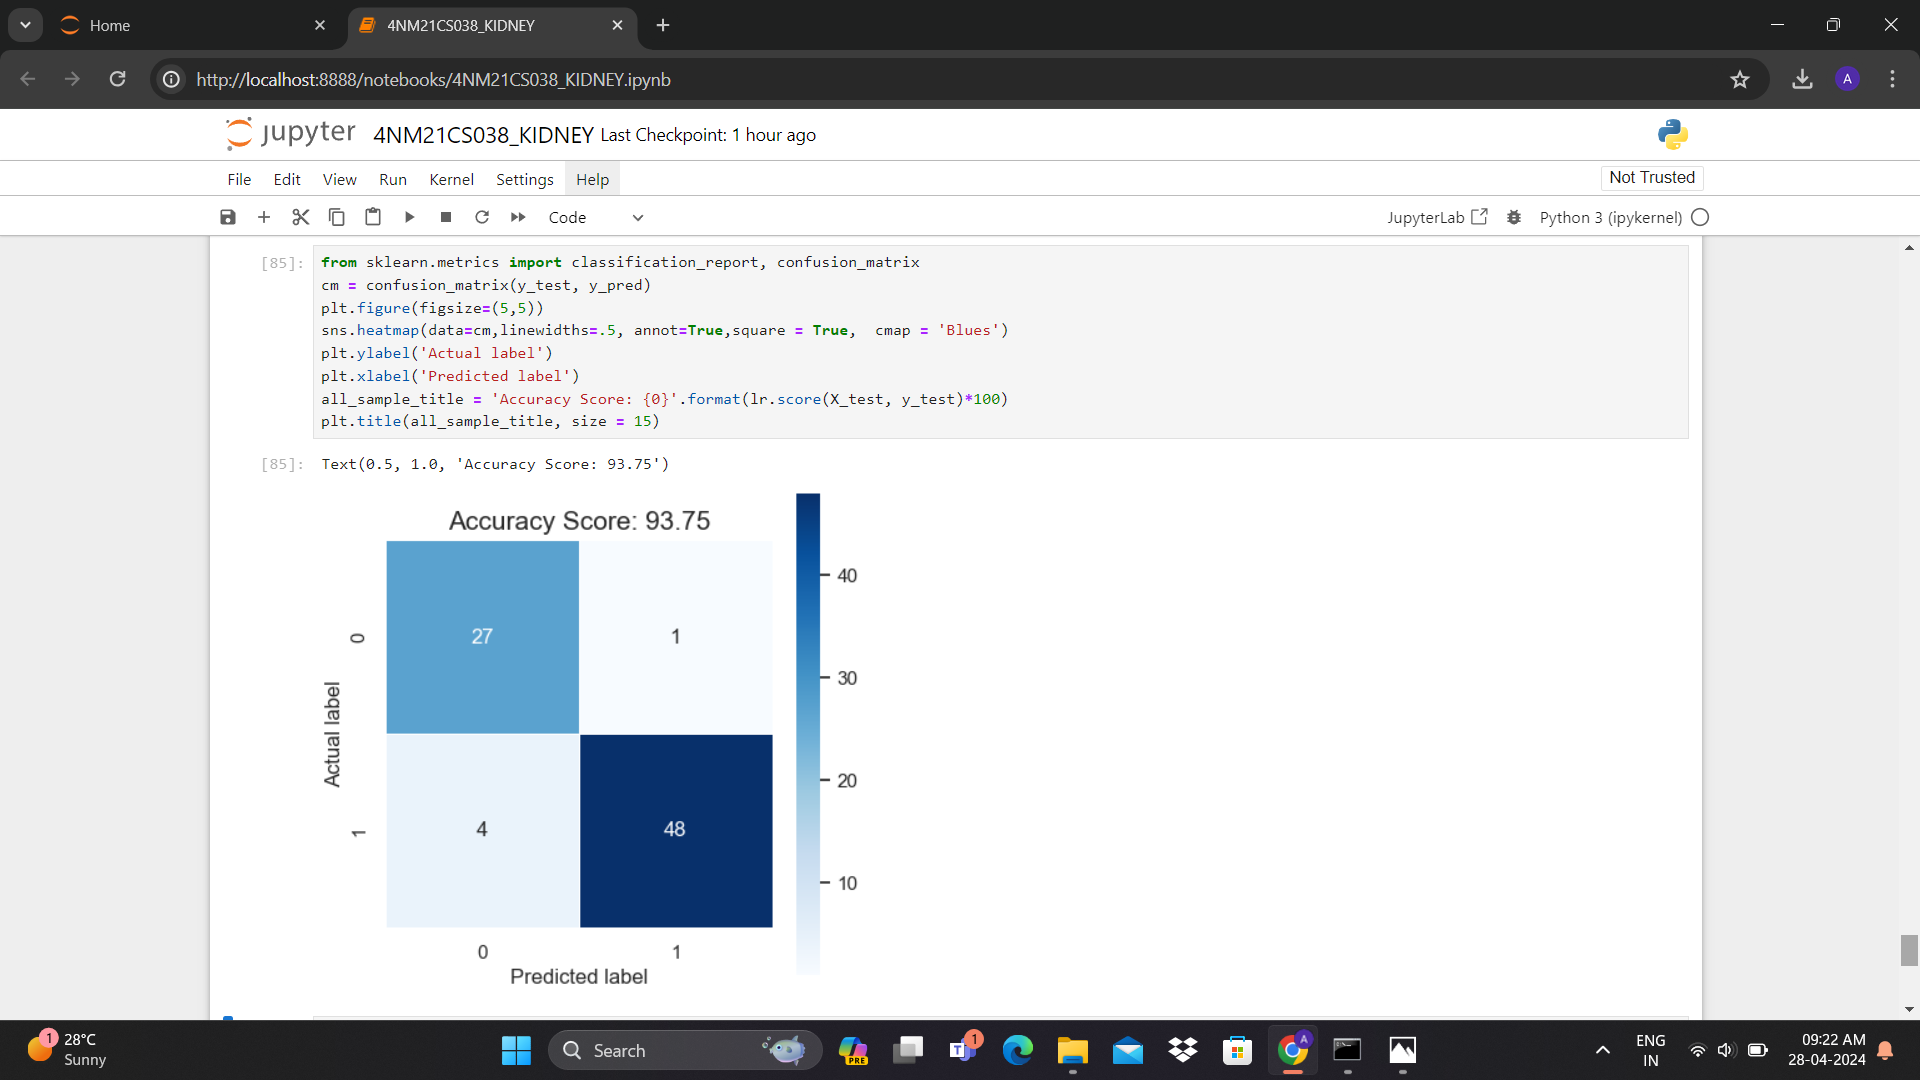 Home
4NM21CS038_KIDNEY
http://localhost:8888/notebooks/4NM21CS038_KIDNEY.ipynb
A
jupyter 4NM21CS038_KIDNEY Last Checkpoint: 1 hour ago
File Edit View Run Kernel Settings Help
Not Trusted
Code
JupyterLab
Python 3 (ipykernel)
[85]: from sklearn.metrics import classification_report, confusion_matrix
cm = confusion_matrix(y_test, y_pred)
plt.figure(figsize=(5,5))
sns.heatmap(data=cm,linewidths=.5, annot=True,square = True,  cmap = 'Blues')
plt.ylabel('Actual label')
plt.xlabel('Predicted label')
all_sample_title = 'Accuracy Score: {0}'.format(lr.score(X_test, y_test)*100)
plt.title(all_sample_title, size = 15)
[85]: Text(0.5, 1.0, 'Accuracy Score: 93.75')
Accuracy Score: 93.75
40
30
20
10
0
27
1
Actual label
1
4
48
0
1
Predicted label
1
28°C
Sunny
Search
PRE
T
1
A
ENG
IN
09:22 AM
28-04-2024